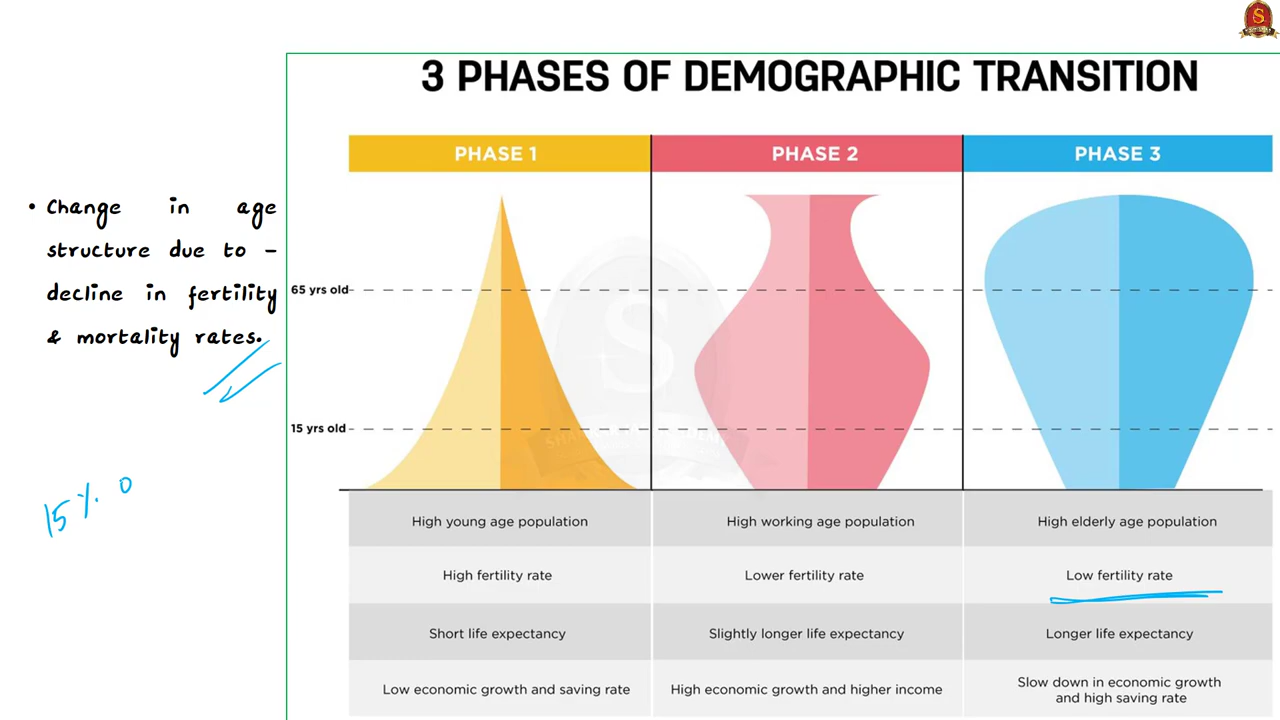 3 PHASES OF DEMOGRAPHIC TRANSITION
• Change in age
structure due to –
decline in fertility
& mortality rates.
15 %. o
PHASE 1
PHASE 2
PHASE 3
65 yrs old
15 yrs old
High young age population
High working age population
High elderly age population
High fertility rate
Lower fertility rate
Low fertility rate
Short life expectancy
Slightly longer life expectancy
Longer life expectancy
Low economic growth and saving rate
High economic growth and higher income
Slow down in economic growth
and high saving rate